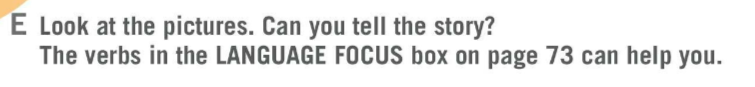 E Look at the pictures. Can you tell the story?
The verbs in the LANGUAGE FOCUS box on page 73 can help you.